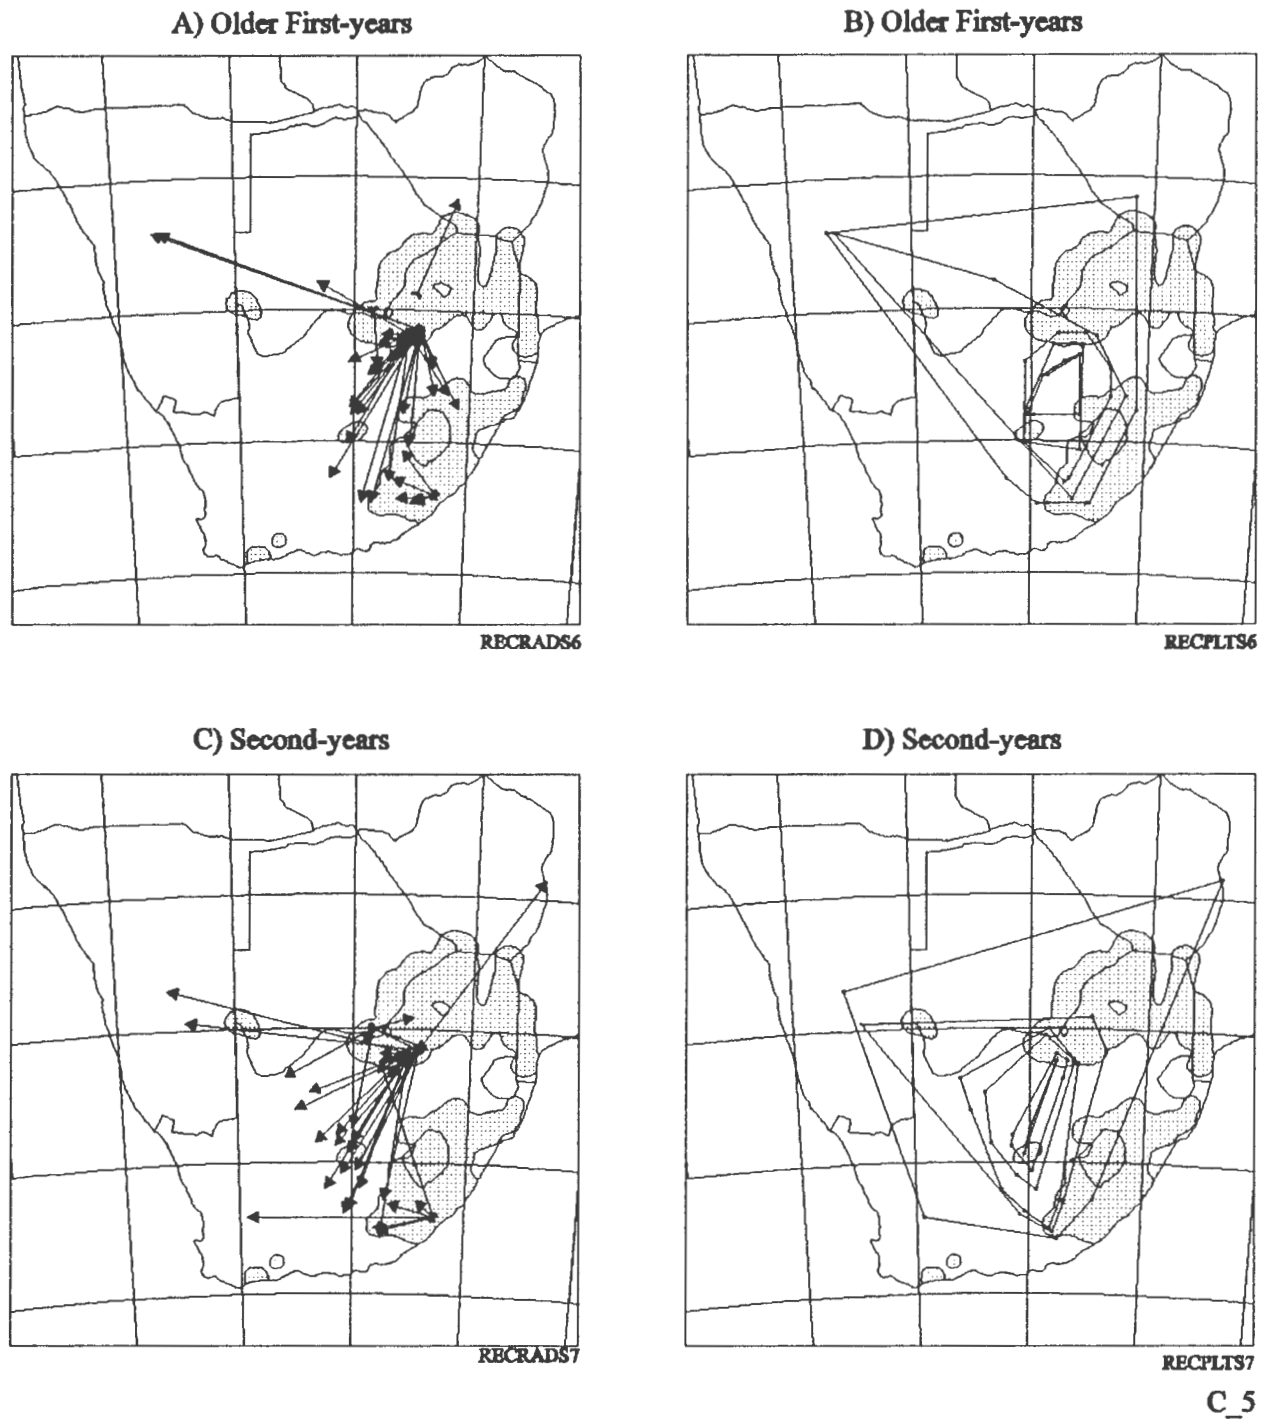 A) Older First-years
B) Older First-years
RECRADS6
RECPLTS6
C) Second-years
D) Second-years
RECRADS7
RECPLTS7
C_5